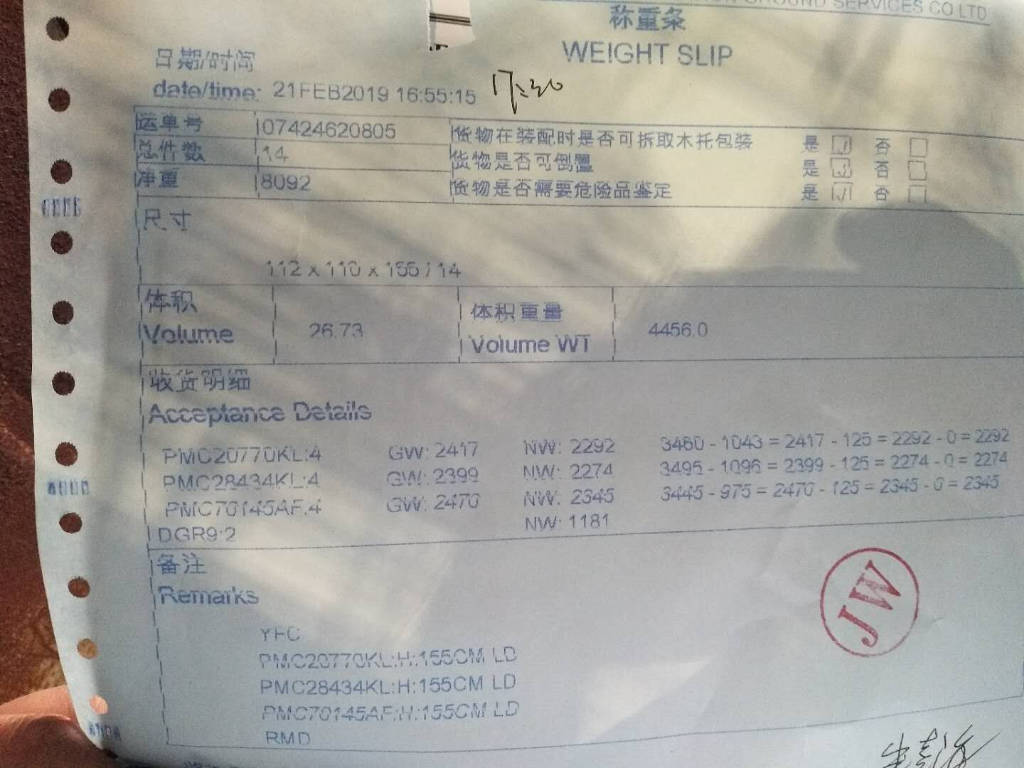 GROUND SERVICES CO LTD
称重条
WEIGHT SLIP
日期/时间
date/time: 21FEB2019 16:55:15 17:30
运单号 07424620805 货物在装配时是否可拆取木托包装 是 ☑ 否 ☐
总件数 14 货物是否可倒置 是 ☑ 否 ☐
净重 8092 货物是否需要危险品鉴定 是 ☑ 否 ☐
尺寸
112 x 110 x 155 / 14
体积 体积重量
Volume 26.73 Volume WT 4456.0
收货明细
Acceptance Details
PMC20770KL:4 GW: 2417 NW: 2292 3460 - 1043 = 2417 - 125 = 2292 - 0 = 2292
PMC28434KL:4 GW: 2399 NW: 2274 3495 - 1096 = 2399 - 125 = 2274 - 0 = 2274
PMC70145AF:4 GW: 2470 NW: 2345 3445 - 975 = 2470 - 125 = 2345 - 0 = 2345
DGR9:2 NW: 1181
备注
Remarks
JW
YFC
PMC20770KL:H:155CM LD
PMC28434KL:H:155CM LD
PMC70145AF:H:155CM LD
RMD